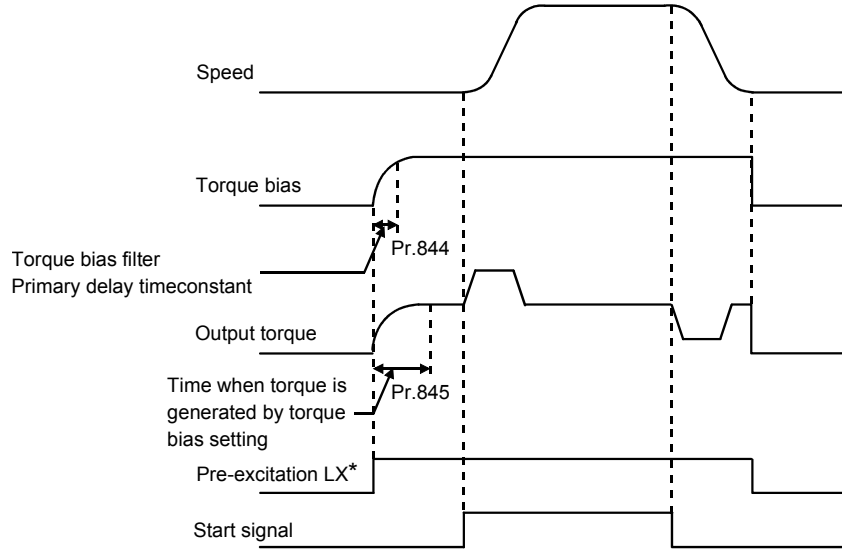 Speed
Torque bias
Pr.844
Torque bias filter
Primary delay timeconstant
Output torque
Pr.845
Time when torque is
generated by torque
bias setting
Pre-excitation LX*
Start signal